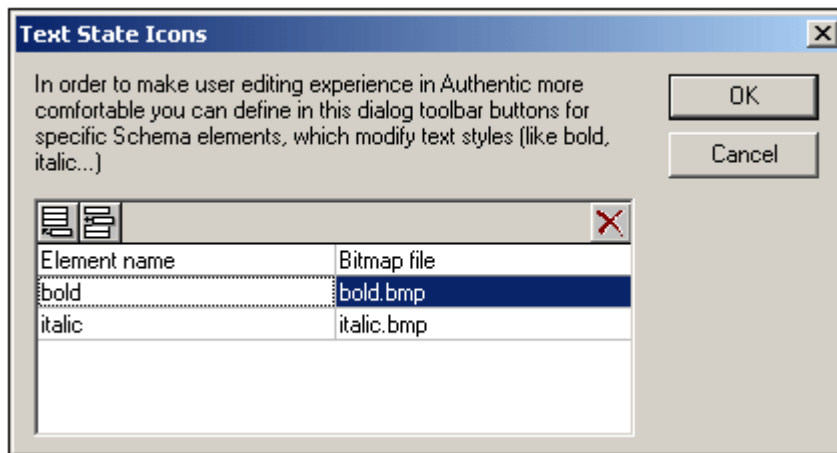 Text State Icons
In order to make user editing experience in Authentic more
comfortable you can define in this dialog toolbar buttons for
specific Schema elements, which modify text styles (like bold,
italic...)
OK
Cancel
Element name Bitmap file
bold bold.bmp
italic italic.bmp